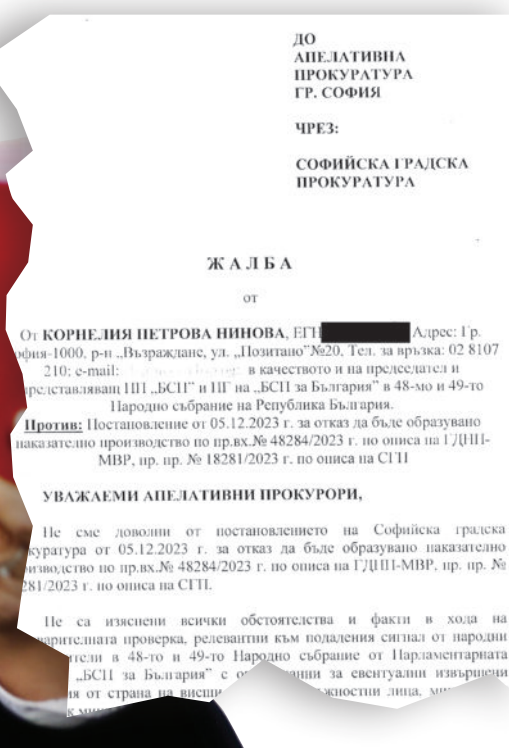 ДО
АПЕЛАТИВНА
ПРОКУРАТУРА
ГР. СОФИЯ
ЧРЕЗ:
СОФИЙСКА ГРАДСКА
ПРОКУРАТУРА
Ж А Л Б А
от
От КОРНЕЛИЯ ПЕТРОВА НИНОВА, ЕГН Адрес: Гр.
офия-1000, р-н „Възраждане, ул. „Позитано”№20, Тел. за връзка: 02 8107
210; e-mail: в качеството и на председател и
редставляващ ПП „БСП” и ПГ на „БСП за България” в 48-мо и 49-то
Народно събрание на Република България.
Против: Постановление от 05.12.2023 г. за отказ да бъде образувано
наказателно производство по пр.вх.№ 48284/2023 г. по описа на ГДНП-
МВР, пр. пр. № 18281/2023 г. по описа на СГП
УВАЖАЕМИ АПЕЛАТИВНИ ПРОКУРОРИ,
Не сме доволни от постановлението на Софийска градска
куратура от 05.12.2023 г. за отказ да бъде образувано наказателно
изводство по пр.вх.№ 48284/2023 г. по описа на ГДНП-МВР, пр. пр. №
281/2023 г. по описа на СГП.
Не са изяснени всички обстоятелства и факти в хода на
варителната проверка, релевантни към подадения сигнал от народни
ители в 48-то и 49-то Народно събрание от Парламентарната
„БСП за България” с за евентуални извършени
от страна на висши лица,